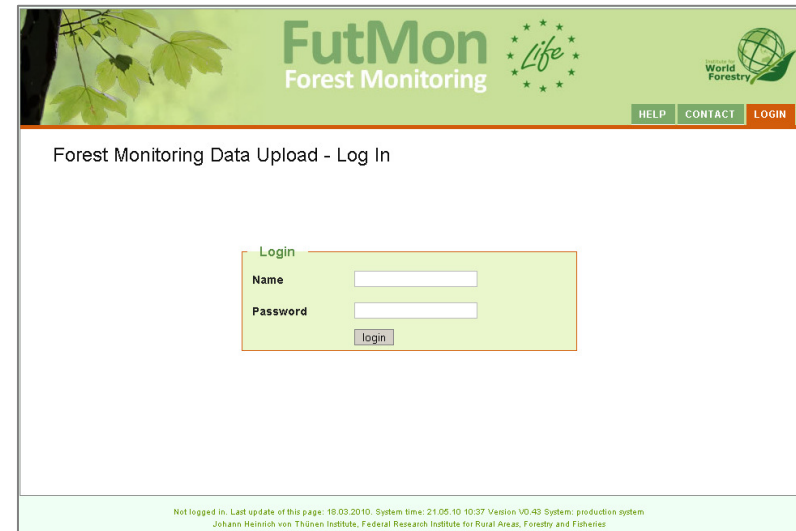 FutMon
Forest Monitoring
Life
Institute for
World
Forestry
HELP CONTACT LOGIN
Forest Monitoring Data Upload - Log In
Login
Name
Password
login
Not logged in. Last update of this page: 18.03.2010. System time: 21.05.10 10:37 Version V0.43 System: production system
Johann Heinrich von Thünen Institute, Federal Research Institute for Rural Areas, Forestry and Fisheries